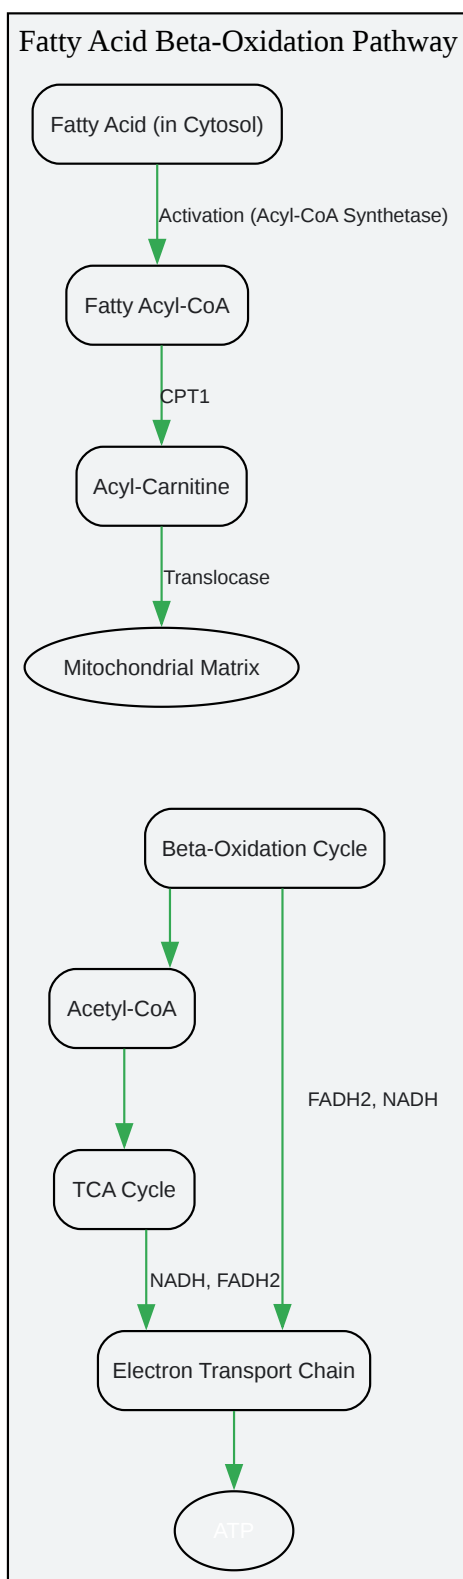 Fatty Acid Beta-Oxidation Pathway
Fatty Acid (in Cytosol)
Activation (Acyl-CoA Synthetase)
Fatty Acyl-CoA
CPT1
Acyl-Carnitine
Translocase
Mitochondrial Matrix
Beta-Oxidation Cycle
Acetyl-CoA
FADH2, NADH
TCA Cycle
NADH, FADH2
Electron Transport Chain
ATP